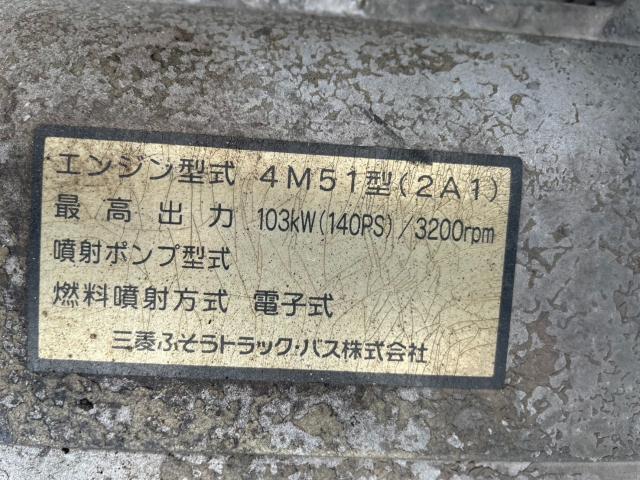 エンジン型式 4M51型(2A1)
最高出力 103kW(140PS)/3200rpm
噴射ポンプ型式
燃料噴射方式 電子式
三菱ふそうトラック・バス株式会社